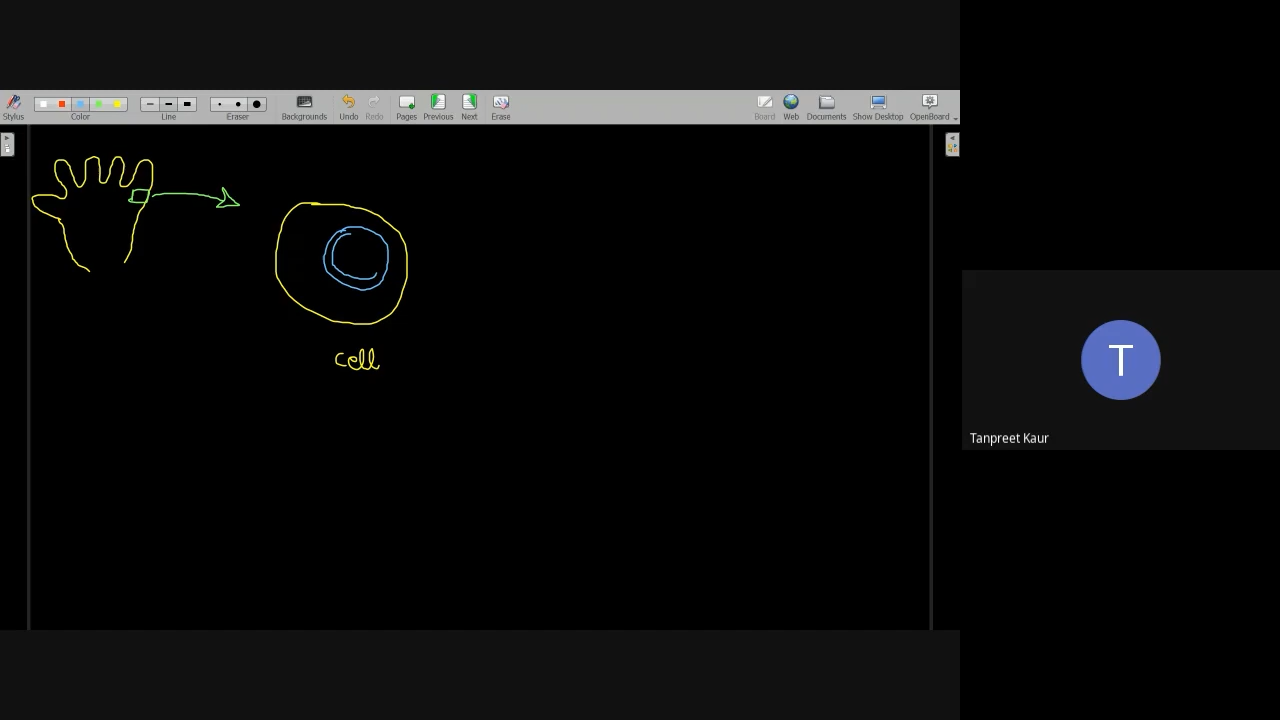 Stylus
Color
Line
Eraser
Backgrounds
Undo
Redo
Pages
Previous
Next
Erase
Board
Web
Documents
Show Desktop
OpenBoard
cell
T
Tanpreet Kaur